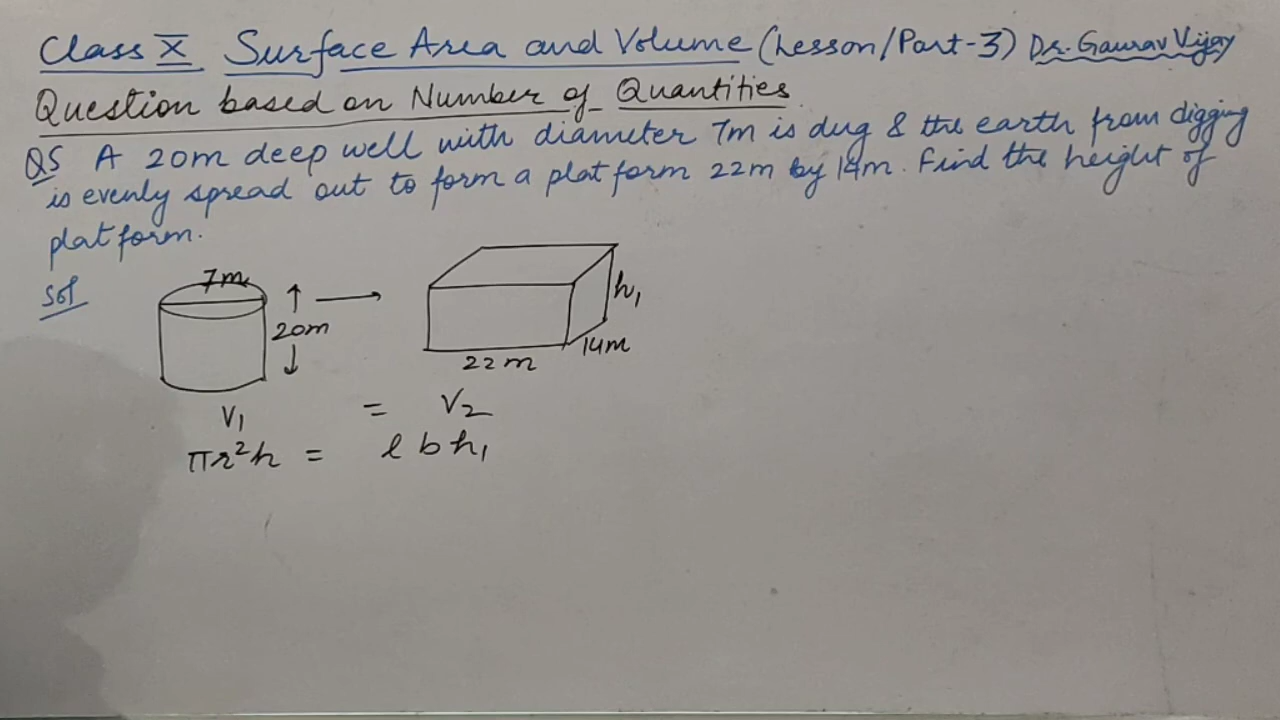 Class X Surface Area and Volume (Lesson/Part-3) Dr. Gaurav Vijay
Question based on Number of Quantities
Q5 A 20m deep well with diameter 7m is dug & the earth from digging
is evenly spread out to form a platform 22m by 14m. Find the height of
platform.
Sol
7m
20m
h₁
22m
14m
V₁ = V₂
πr²h = l b h₁